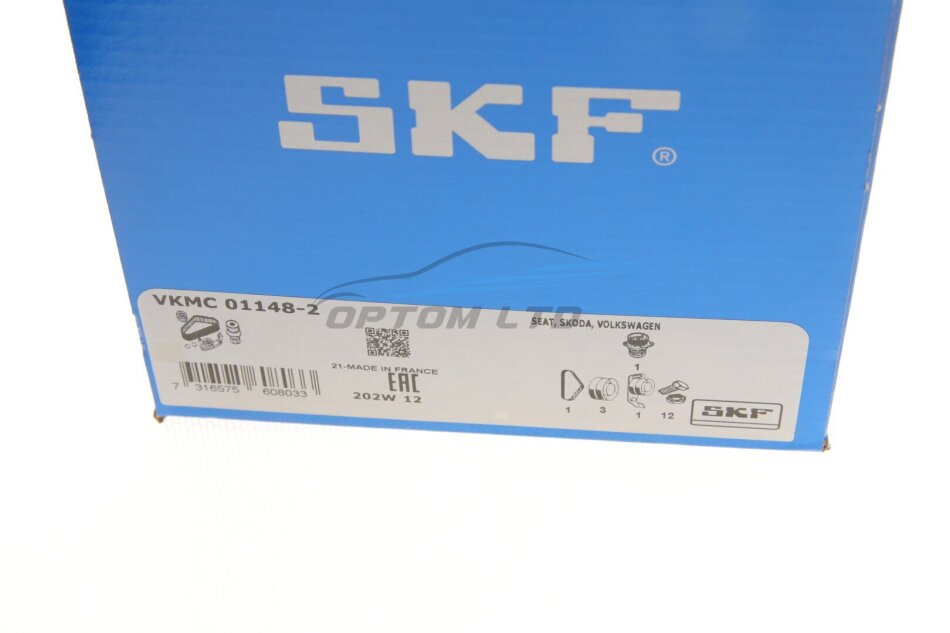 SKF®
VKMC 01148-2
OPTOM LTD
SEAT, SKODA, VOLKSWAGEN
1
21-MADE IN FRANCE
EAC
7 316575 608033
202W 12
1 3 1 12
SKF